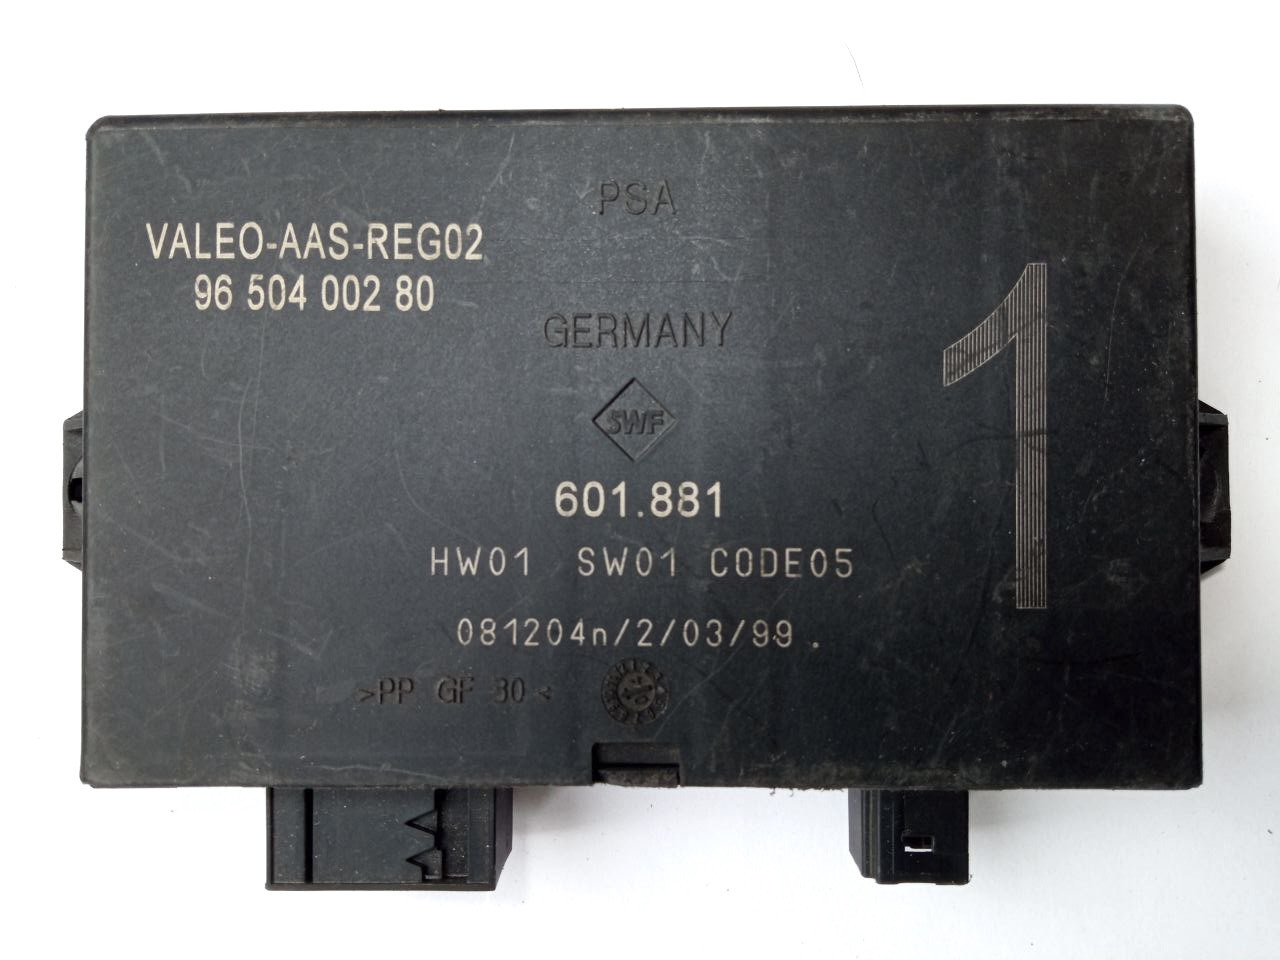 PSA
VALEO-AAS-REG02
96 504 002 80
GERMANY
1
SWF
601.881
HW01 SW01 CODE05
081204n/2/03/99.
>PP GF 30<